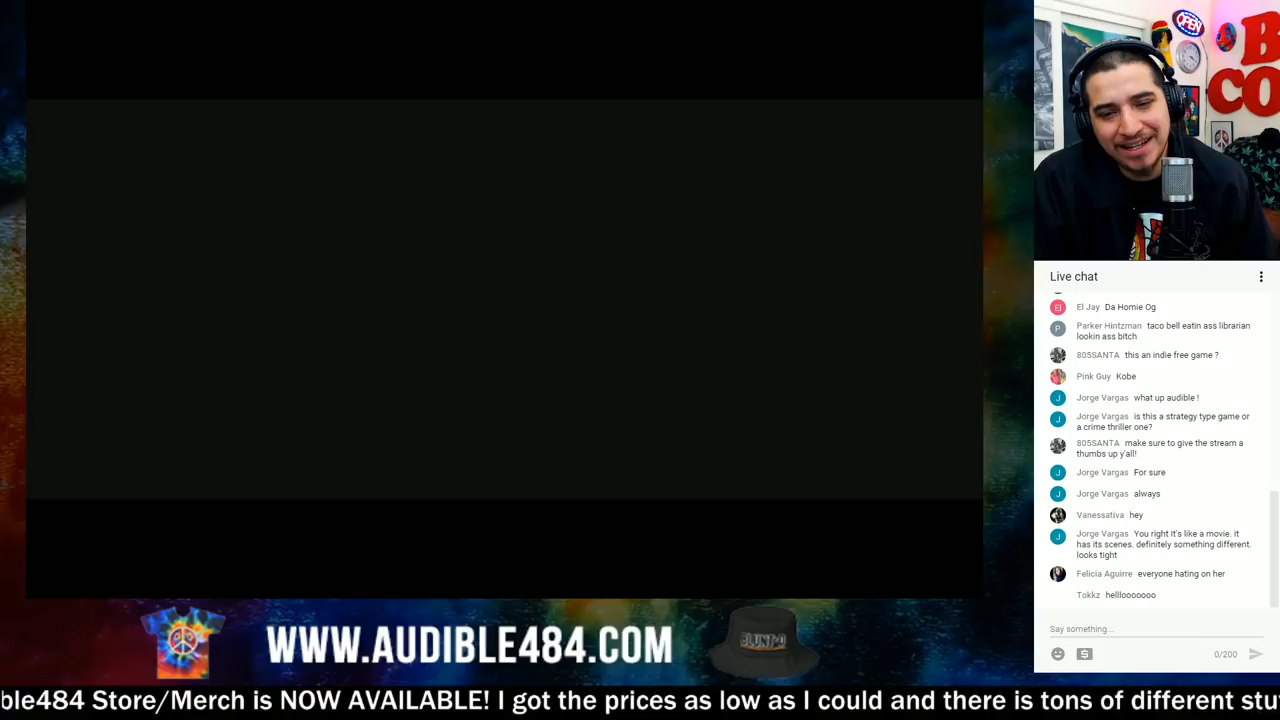 OPEN
B
CO
Live chat
El Jay Da Homie Og
Parker Hintzman taco bell eatin ass librarian
lookin ass bitch
805SANTA this an indie free game ?
Pink Guy Kobe
Jorge Vargas what up audible !
Jorge Vargas is this a strategy type game or
a crime thriller one?
805SANTA make sure to give the stream a
thumbs up y'all!
Jorge Vargas For sure
Jorge Vargas always
Vanessativa hey
Jorge Vargas You right It's like a movie. it
has its scenes. definitely something different.
looks tight
Felicia Aguirre everyone hating on her
Tokkz helllooooooo
Say something...
0/200
WWW.AUDIBLE484.COM
ble484 Store/Merch is NOW AVAILABLE! I got the prices as low as I could and there is tons of different stu